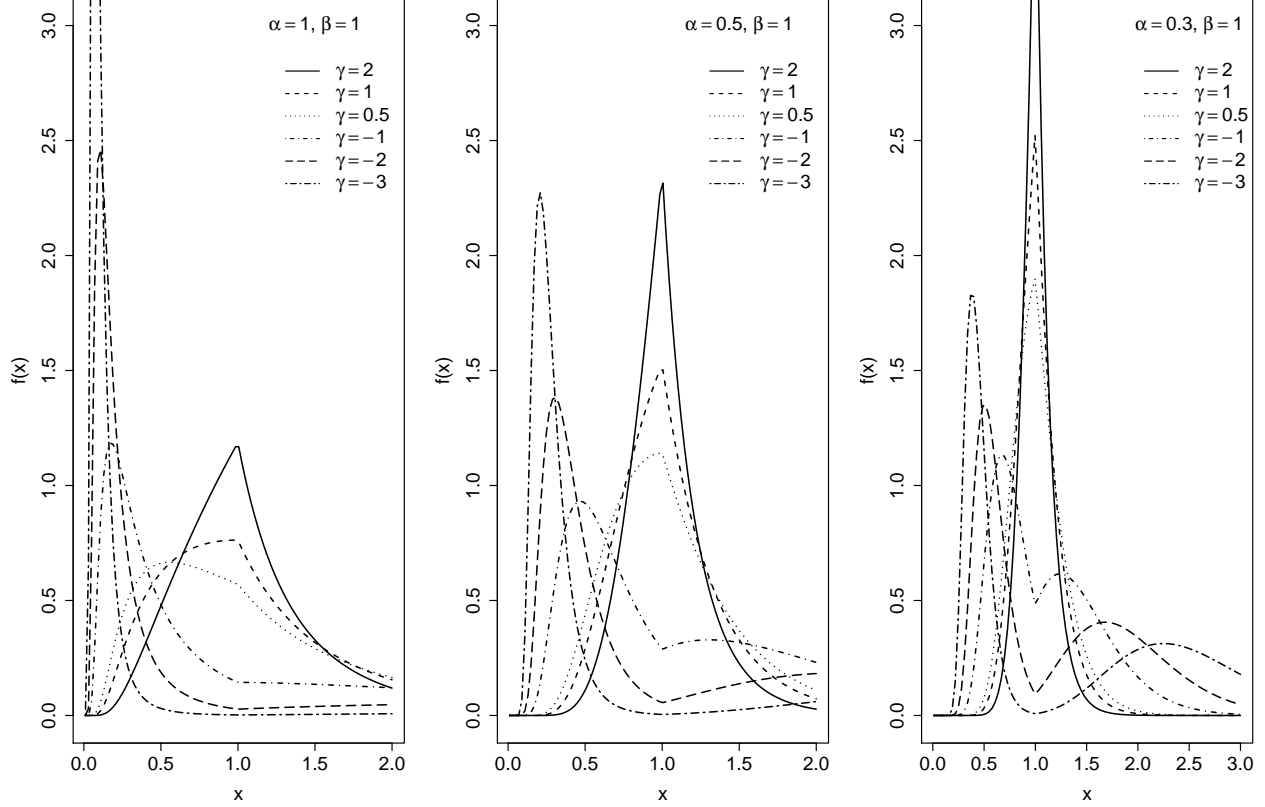 α = 1, β = 1
γ = 2
γ = 1
γ = 0.5
γ = −1
γ = −2
γ = −3
3.0
2.5
2.0
1.5
1.0
0.5
0.0
f(x)
0.0 0.5 1.0 1.5 2.0
x
α = 0.5, β = 1
γ = 2
γ = 1
γ = 0.5
γ = −1
γ = −2
γ = −3
3.0
2.5
2.0
1.5
1.0
0.5
0.0
f(x)
0.0 0.5 1.0 1.5 2.0
x
α = 0.3, β = 1
γ = 2
γ = 1
γ = 0.5
γ = −1
γ = −2
γ = −3
3.0
2.5
2.0
1.5
1.0
0.5
0.0
f(x)
0.0 0.5 1.0 1.5 2.0 2.5 3.0
x